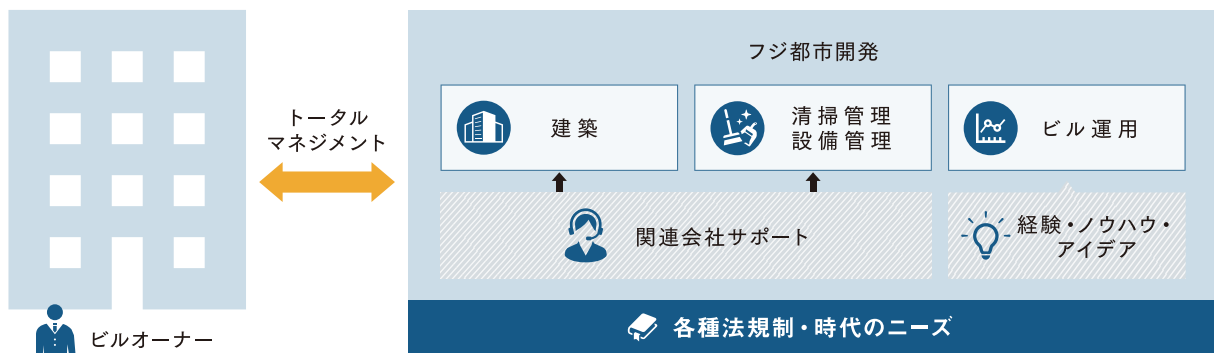 フジ都市開発
トータル
マネジメント
建築
清掃管理
設備管理
ビル運用
関連会社サポート
経験・ノウハウ・
アイデア
各種法規制・時代のニーズ
ビルオーナー